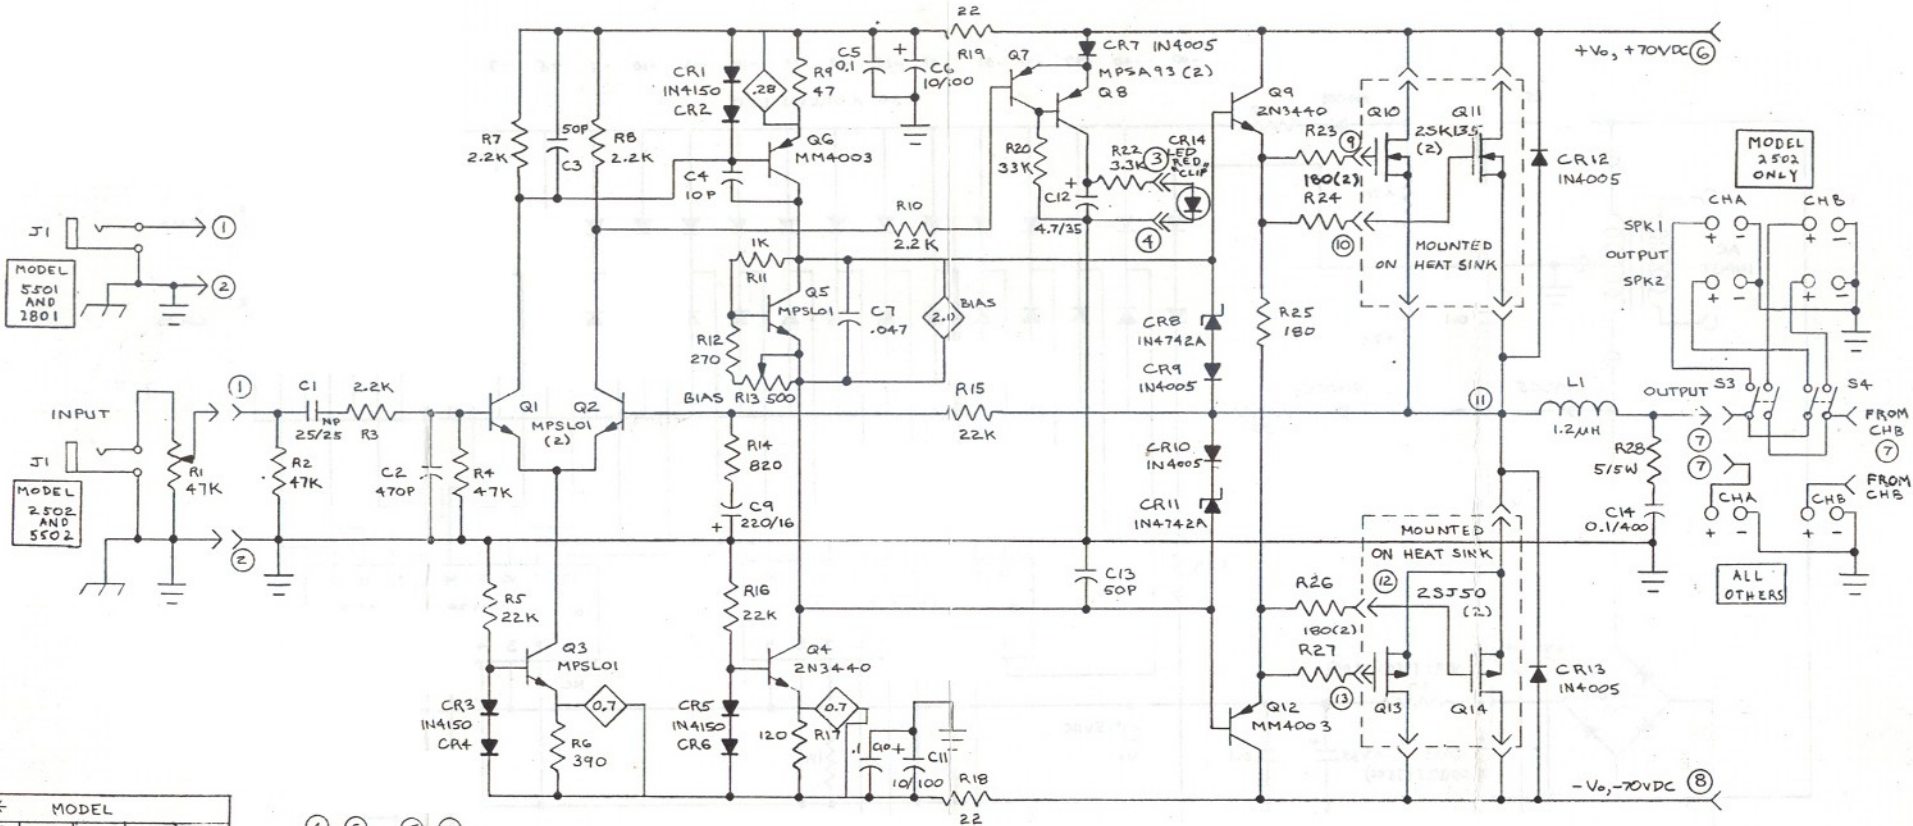 22
R19
+Vo, +70VDC ⑥
CR1
1N4150
CR2
.28
R9
47
C5
0.1
+
C6
10/100
Q7
CR7 1N4005
MPSA93 (2)
Q8
Q9
2N3440
R23
⑨
180(2)
R24
⑩
Q10
Q11
2SK135
(2)
MOUNTED
ON HEAT SINK
CR12
1N4005
MODEL
2502
ONLY
R7
2.2K
50P
C3
R8
2.2K
Q6
MM4003
C4
10P
R10
2.2K
R20
33K
R22
3.3K
③
CR14
LED
RED
"CLIP"
+
C12
4.7/35
④
CHA
CHB
SPK1
OUTPUT
SPK2
+ - + -
+ - + -
J1
①
②
MODEL
5501
AND
2801
1K
R11
Q5
MPSL01
C7
.047
BIAS
2.0
R12
270
BIAS R13 500
CR8
1N4742A
CR9
1N4005
R25
180
INPUT
J1
R1
47K
MODEL
2502
AND
5502
①
②
C1
NP
25/25
2.2K
R3
R2
47K
C2
470P
R4
47K
Q1
Q2
MPSL01
(2)
R15
22K
R14
820
C9
220/16
+
CR10
1N4005
CR11
1N4742A
⑪
L1
1.2µH
OUTPUT
⑦
⑦
S3
S4
FROM
CHB
⑦
R28
5/5W
C14
0.1/400
CHA
CHB
FROM
CHB
+ - + -
ALL
OTHERS
R5
22K
R16
22K
C13
50P
MOUNTED
ON HEAT SINK
R26
⑫
180(2)
R27
⑬
2SJ50
(2)
Q13
Q14
CR13
1N4005
Q3
MPSL01
0.7
CR3
1N4150
CR4
R6
390
Q4
2N3440
0.7
CR5
1N4150
CR6
120
R17
.1
+
C11
10/100
R18
22
Q12
MM4003
-Vo, -70VDC ⑧
MODEL